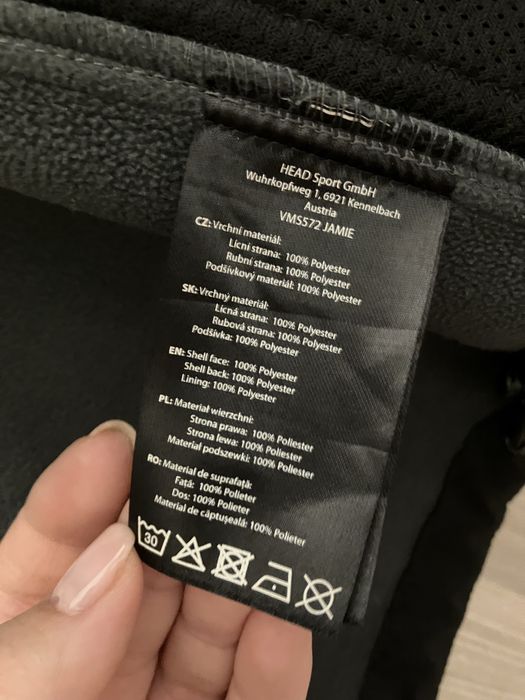 HEAD Sport GmbH
Wuhrkopfweg 1, 6921 Kennelbach
Austria
VMS572 JAMIE
CZ: Vrchní materiál:
Lícní strana: 100% Polyester
Rubní strana: 100% Polyester
Podšívkový materiál: 100% Polyester
SK: Vrchný materiál:
Lícná strana: 100% Polyester
Rubová strana: 100% Polyester
Podšívka: 100% Polyester
EN: Shell face: 100% Polyester
Shell back: 100% Polyester
Lining: 100% Polyester
PL: Materiał wierzchni:
Strona prawa: 100% Poliester
Strona lewa: 100% Poliester
Materiał podszewki: 100% Poliester
RO: Material de suprafață:
Față: 100% Polieter
Dos: 100% Polieter
Material de căptușeală: 100% Polieter
30